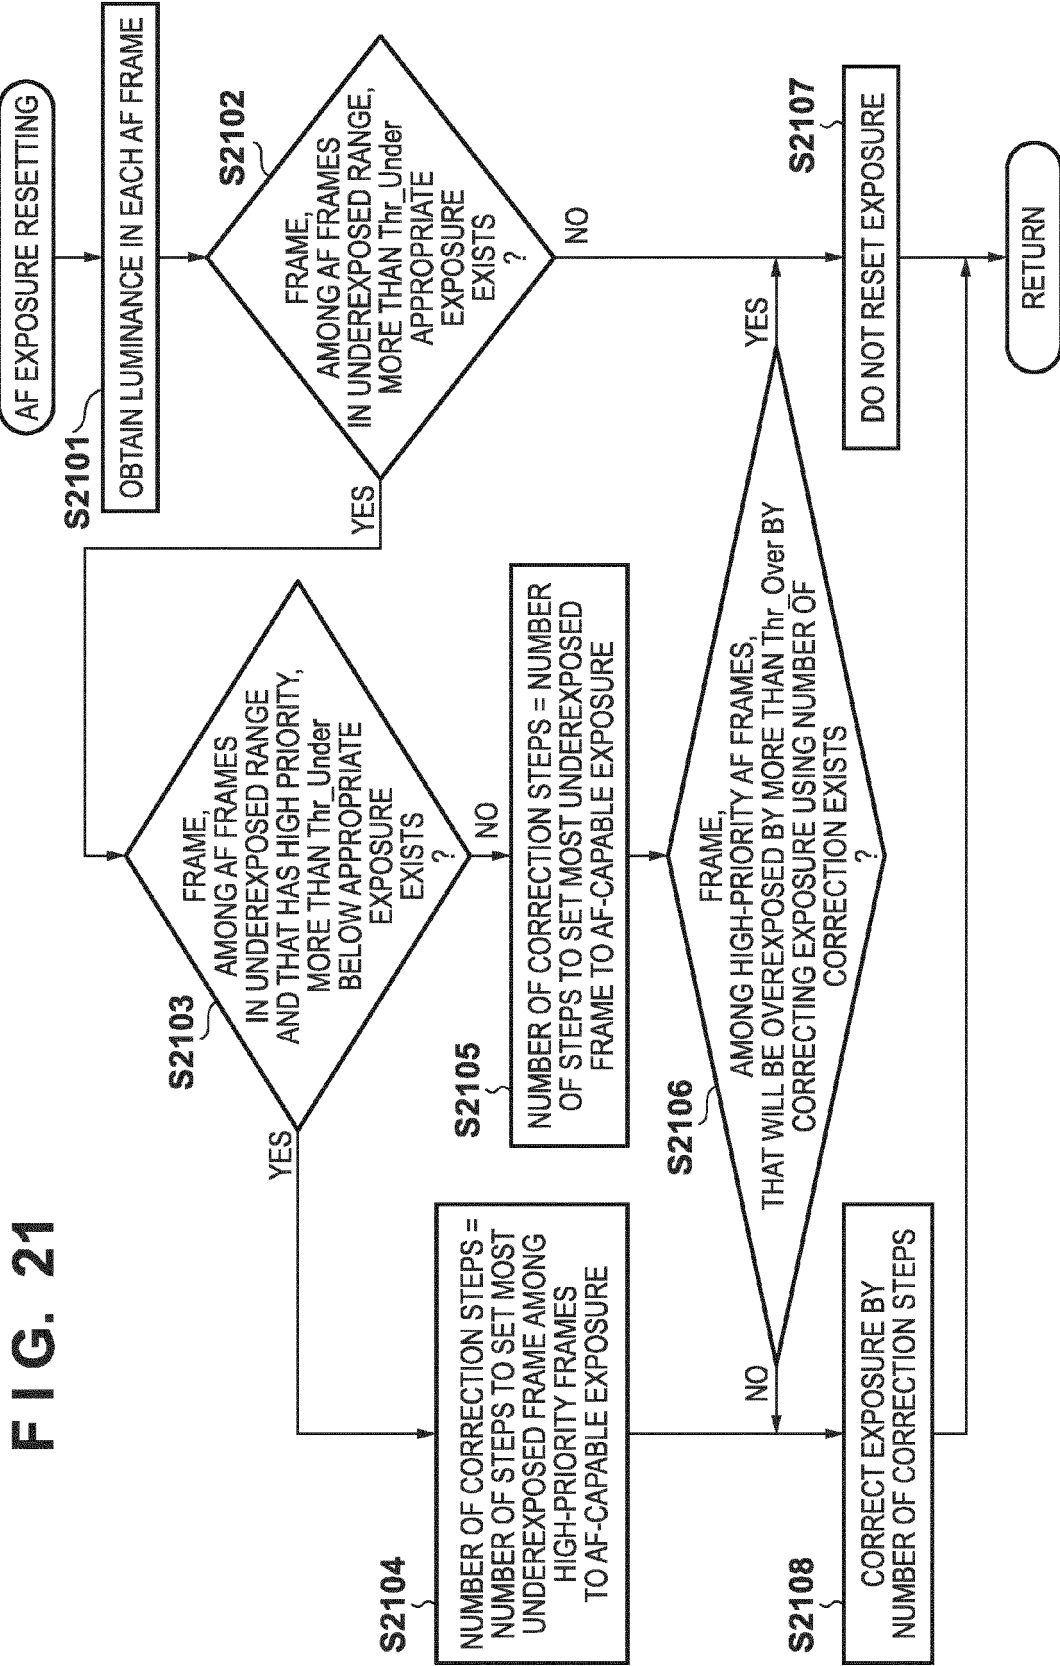 F I G. 21
AF EXPOSURE RESETTING
S2101
OBTAIN LUMINANCE IN EACH AF FRAME
S2102
FRAME,
AMONG AF FRAMES
IN UNDEREXPOSED RANGE,
MORE THAN Thr_Under
APPROPRIATE
EXPOSURE
EXISTS
?
YES
NO
S2103
FRAME,
AMONG AF FRAMES
IN UNDEREXPOSED RANGE
AND THAT HAS HIGH PRIORITY,
MORE THAN Thr_Under
BELOW APPROPRIATE
EXPOSURE
EXISTS
?
YES
NO
S2104
NUMBER OF CORRECTION STEPS =
NUMBER OF STEPS TO SET MOST
UNDEREXPOSED FRAME AMONG
HIGH-PRIORITY FRAMES
TO AF-CAPABLE EXPOSURE
S2105
NUMBER OF CORRECTION STEPS = NUMBER
OF STEPS TO SET MOST UNDEREXPOSED
FRAME TO AF-CAPABLE EXPOSURE
S2106
FRAME,
AMONG HIGH-PRIORITY AF FRAMES,
THAT WILL BE OVEREXPOSED BY MORE THAN Thr_Over BY
CORRECTING EXPOSURE USING NUMBER OF
CORRECTION EXISTS
?
NO
YES
S2107
DO NOT RESET EXPOSURE
S2108
CORRECT EXPOSURE BY
NUMBER OF CORRECTION STEPS
RETURN